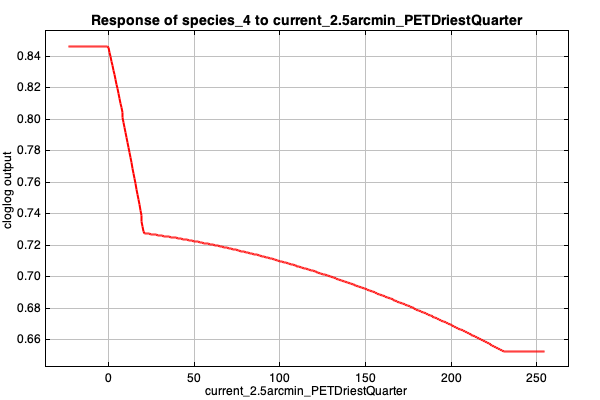 Response of species_4 to current_2.5arcmin_PETDriestQuarter
cloglog output
0.84
0.82
0.80
0.78
0.76
0.74
0.72
0.70
0.68
0.66
0 50 100 150 200 250
current_2.5arcmin_PETDriestQuarter